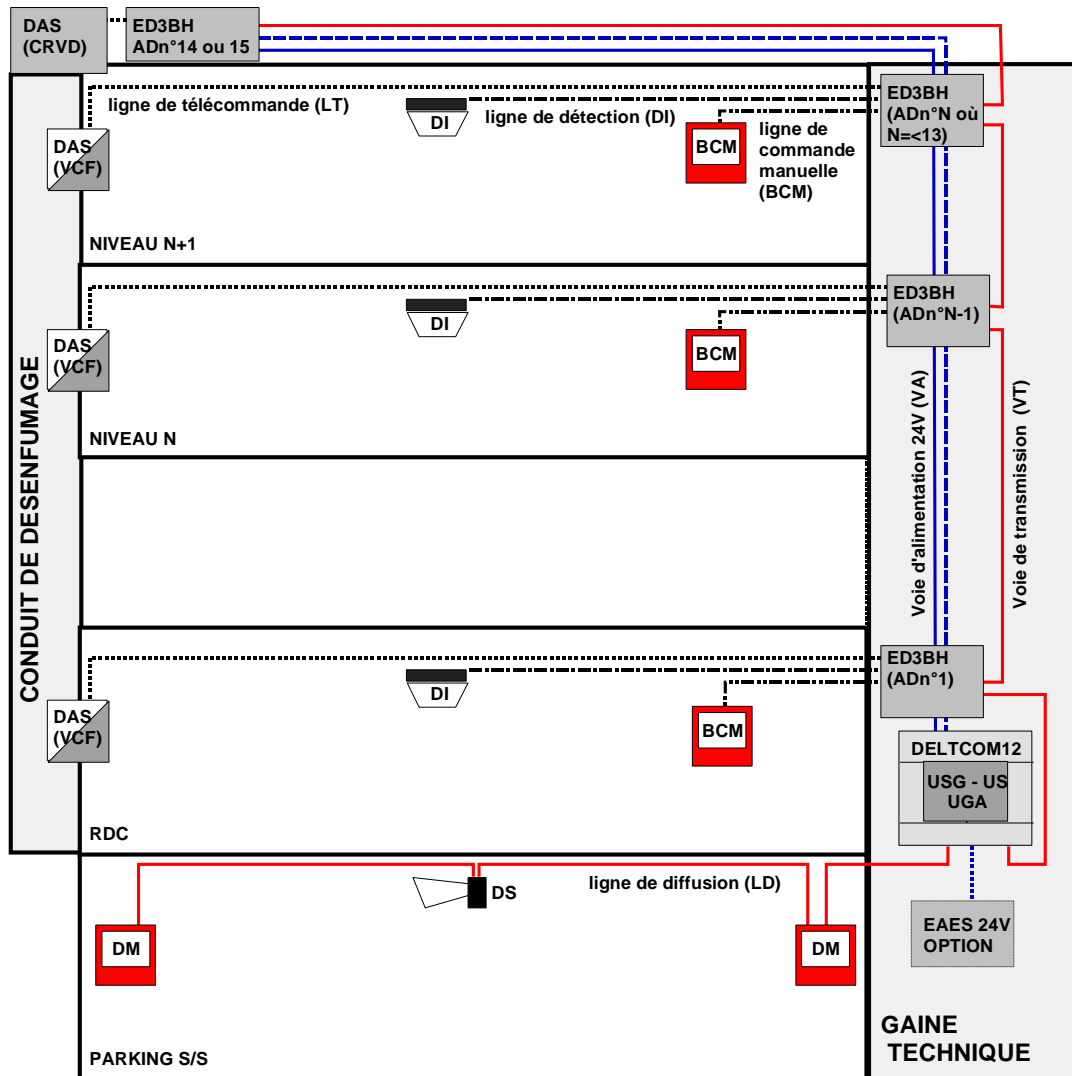 DAS
(CRVD)
ED3BH
ADn°14 ou 15
ligne de télécommande (LT)
DI
ligne de détection (DI)
BCM
ligne de
commande
manuelle
(BCM)
ED3BH
(ADn°N où
N=<13)
DAS
(VCF)
NIVEAU N+1
DAS
(VCF)
DI
BCM
ED3BH
(ADn°N-1)
NIVEAU N
CONDUIT DE DESENFUMAGE
Voie d'alimentation 24V (VA)
Voie de transmission (VT)
DAS
(VCF)
DI
BCM
ED3BH
(ADn°1)
RDC
DELTCOM12
USG - US
UGA
DM
DS
ligne de diffusion (LD)
DM
EAES 24V
OPTION
PARKING S/S
GAINE
TECHNIQUE